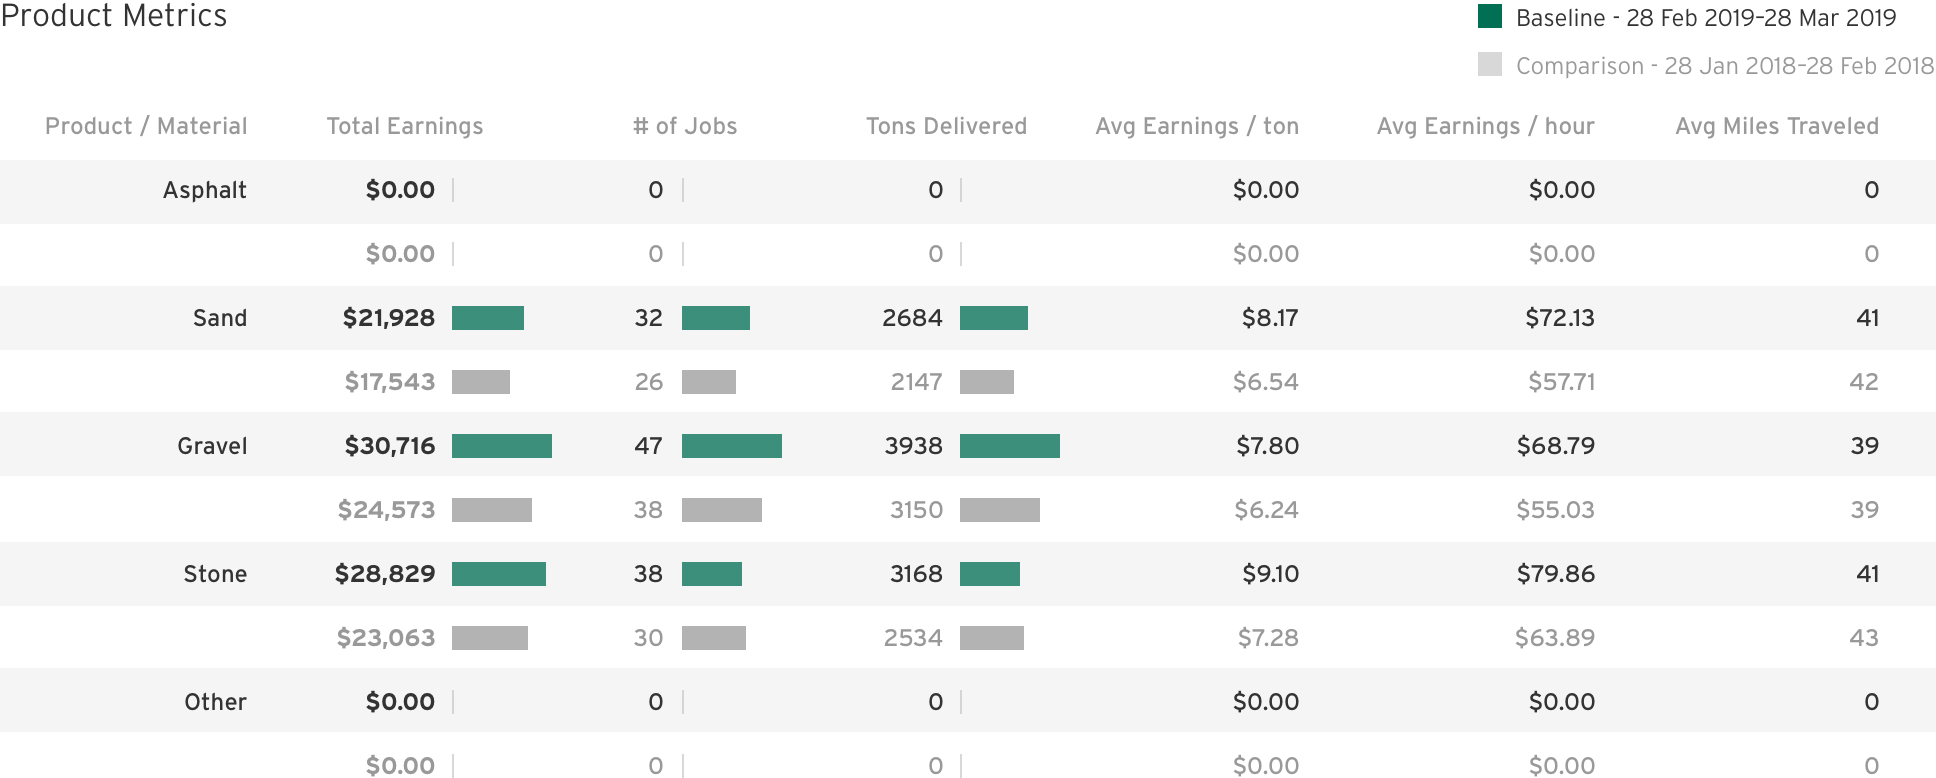 Product Metrics
Baseline - 28 Feb 2019-28 Mar 2019
Comparison - 28 Jan 2018-28 Feb 2018
Product / Material Total Earnings # of Jobs Tons Delivered Avg Earnings / ton Avg Earnings / hour Avg Miles Traveled
Asphalt $0.00 0 0 $0.00 $0.00 0
$0.00 0 0 $0.00 $0.00 0
Sand $21,928 32 2684 $8.17 $72.13 41
$17,543 26 2147 $6.54 $57.71 42
Gravel $30,716 47 3938 $7.80 $68.79 39
$24,573 38 3150 $6.24 $55.03 39
Stone $28,829 38 3168 $9.10 $79.86 41
$23,063 30 2534 $7.28 $63.89 43
Other $0.00 0 0 $0.00 $0.00 0
$0.00 0 0 $0.00 $0.00 0